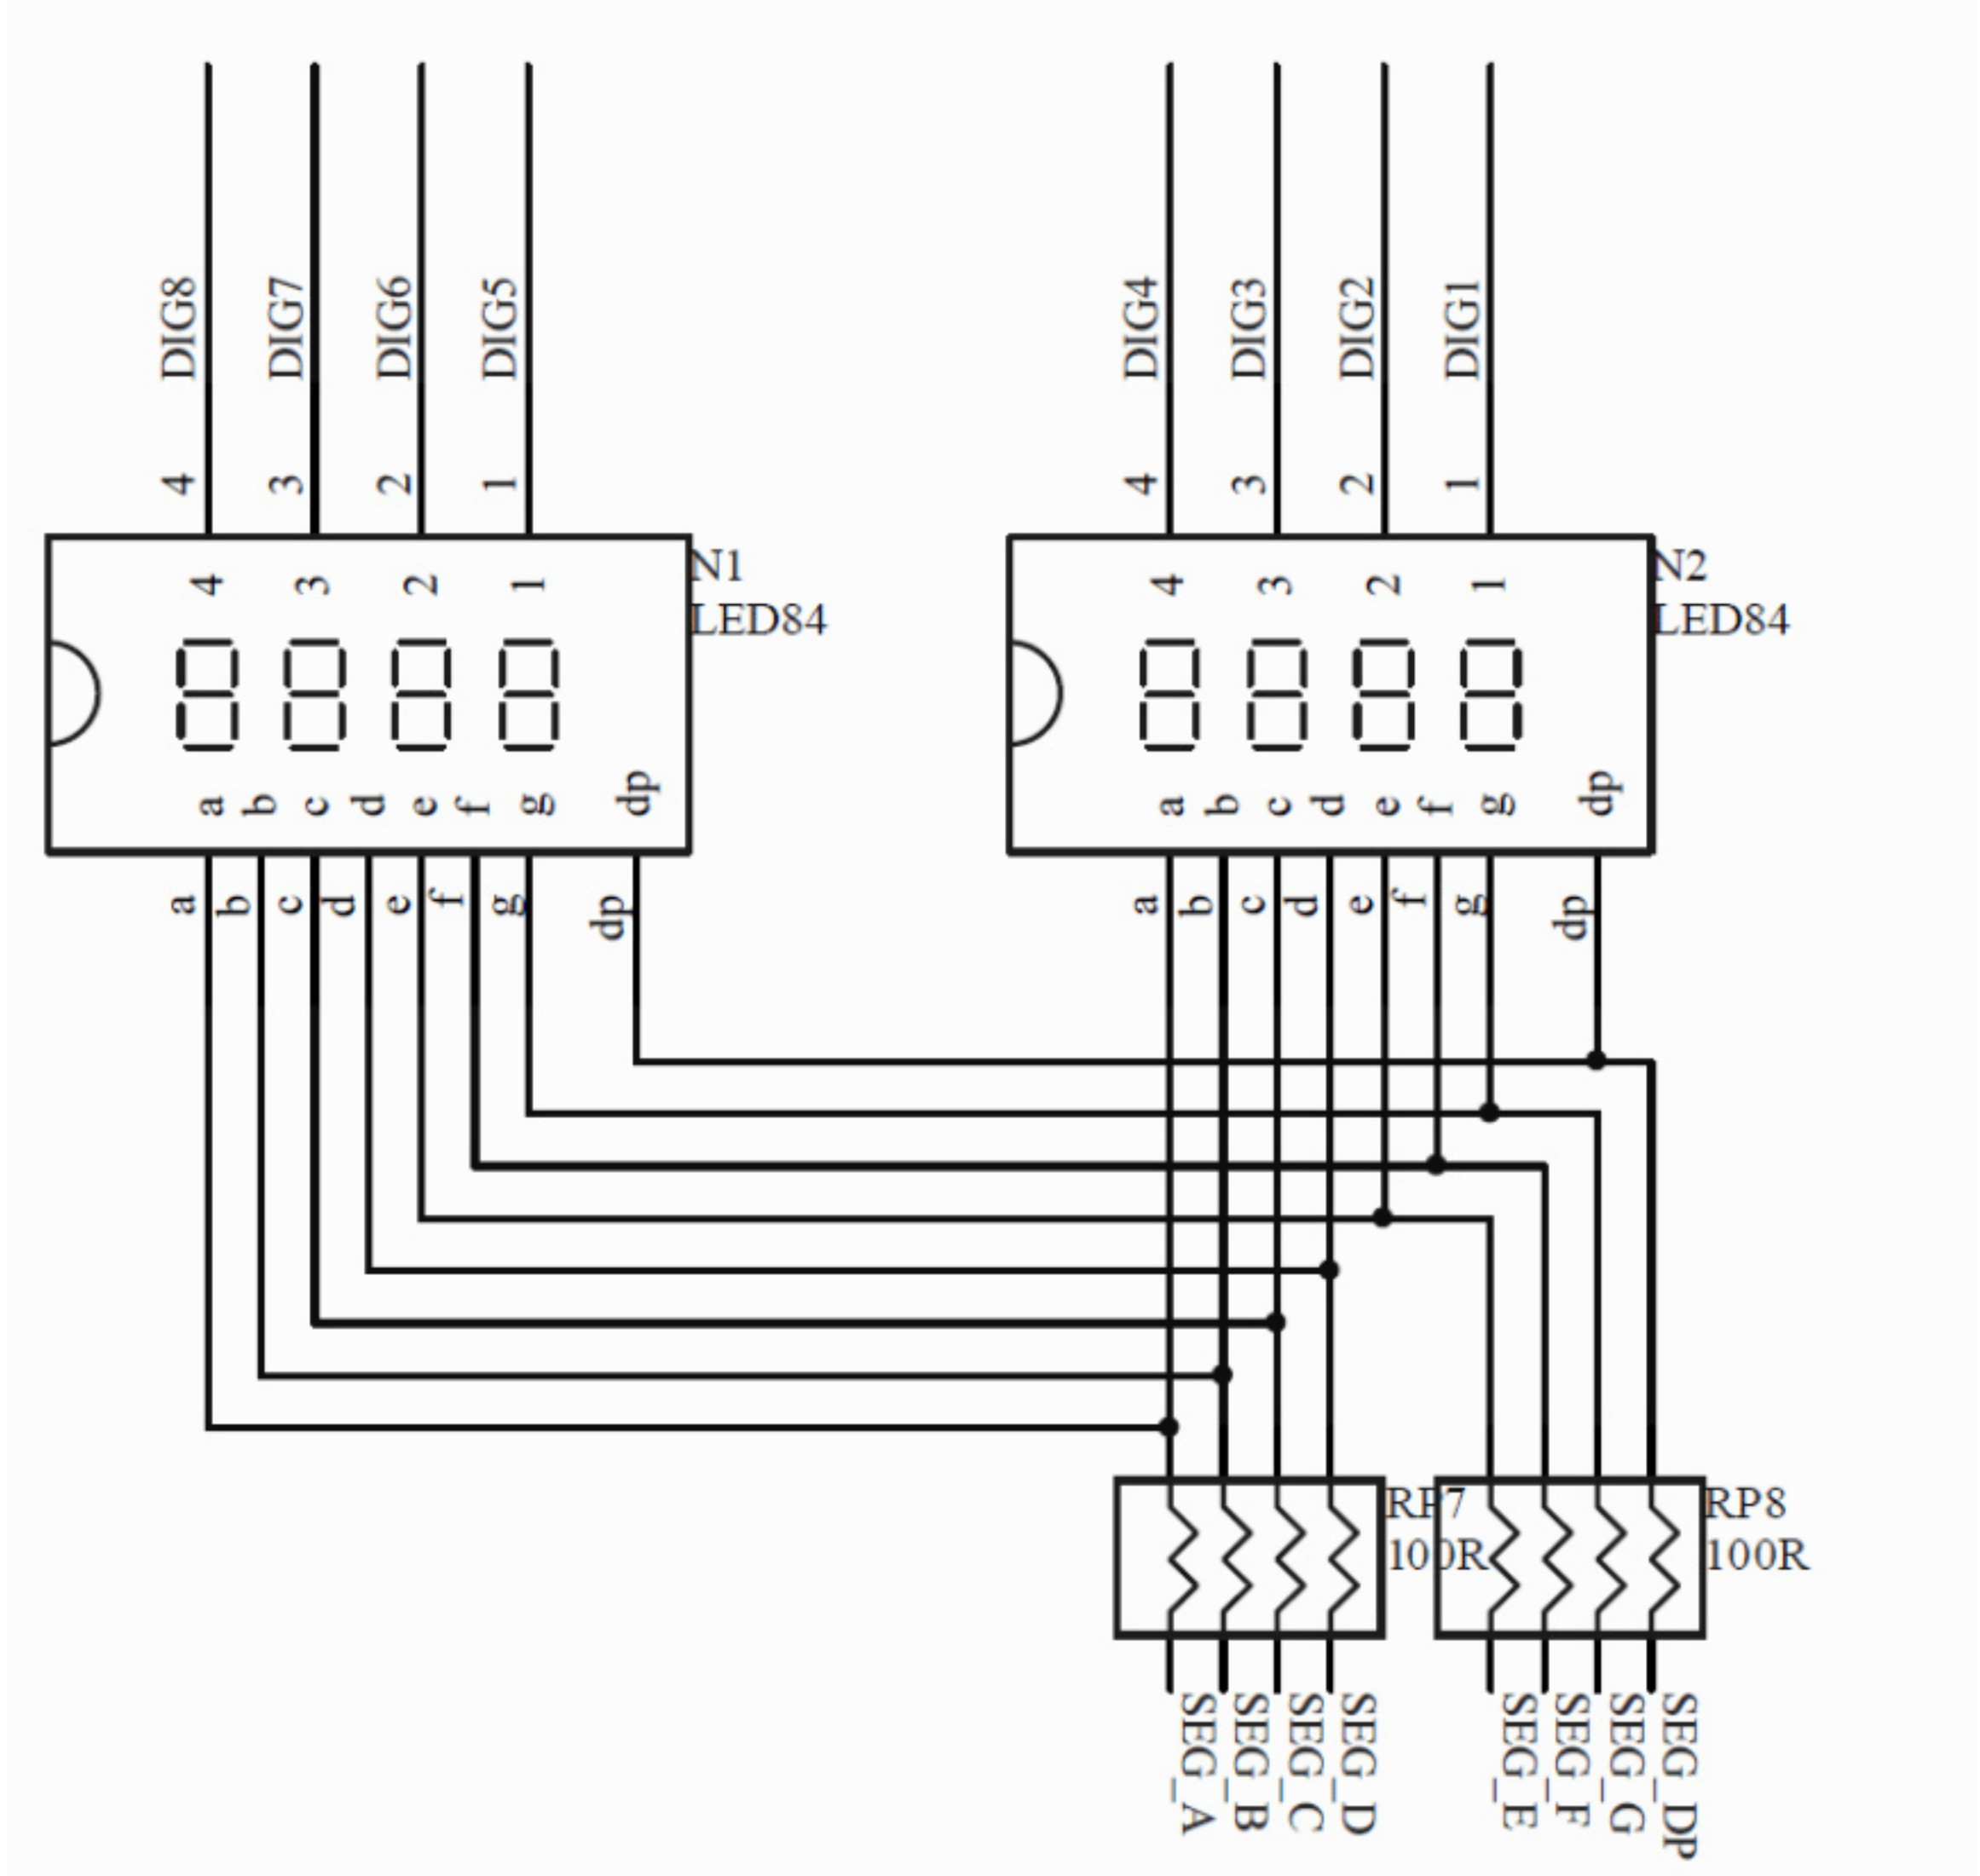 DIG8 DIG7 DIG6 DIG5 DIG4 DIG3 DIG2 DIG1
4 3 2 1 4 3 2 1
N1
LED84
N2
LED84
4 3 2 1 4 3 2 1
a b c d e f g dp a b c d e f g dp
a b c d e f g dp a b c d e f g dp
RP7
100R
RP8
100R
SEG_A SEG_B SEG_C SEG_D SEG_E SEG_F SEG_G SEG_DP